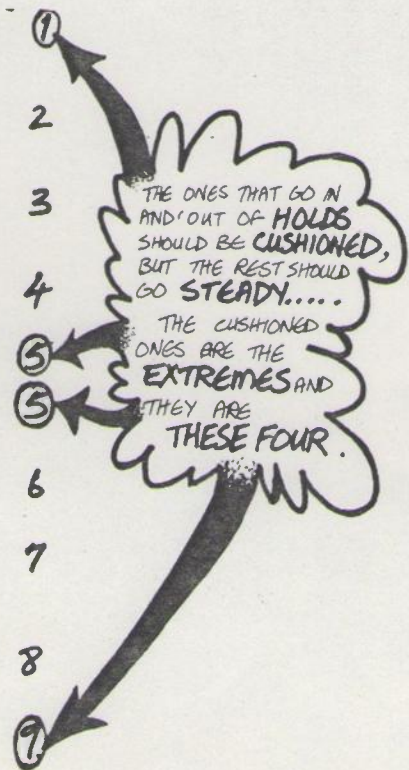 1
2
3
4
5
5
6
7
8
9
THE ONES THAT GO IN
AND OUT OF HOLDS
SHOULD BE CUSHIONED,
BUT THE REST SHOULD
GO STEADY.....
THE CUSHIONED
ONES ARE THE
EXTREMES AND
THEY ARE
THESE FOUR.